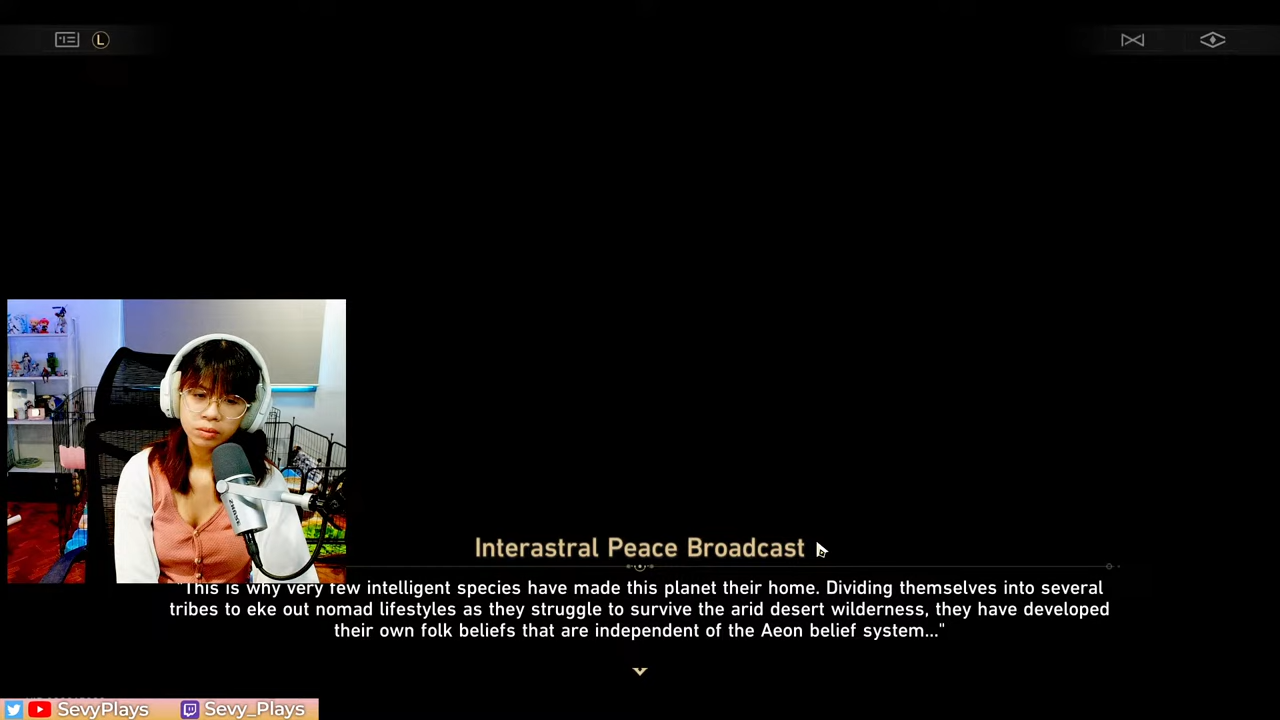 L
Interastral Peace Broadcast
"This is why very few intelligent species have made this planet their home. Dividing themselves into several
tribes to eke out nomad lifestyles as they struggle to survive the arid desert wilderness, they have developed
their own folk beliefs that are independent of the Aeon belief system..."
SevyPlays
Sevy_Plays